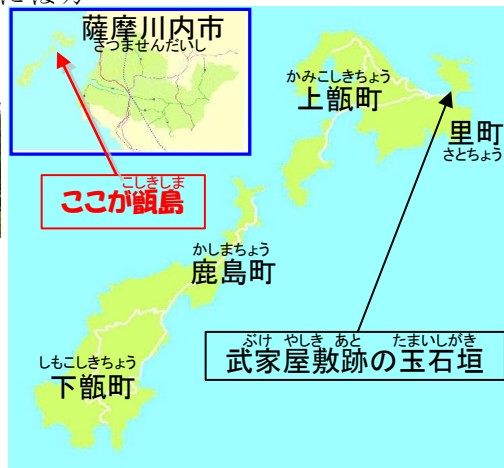 薩摩川内市
さつませんだいし
かみこしきちょう
上甑町
里町
さとちょう
こしきしま
ここが甑島
かしまちょう
鹿島町
ぶけ やしき あと たまいしがき
武家屋敷跡の玉石垣
しもこしきちょう
下甑町